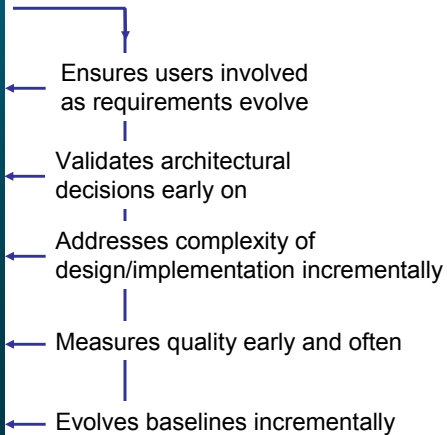 Ensures users involved
as requirements evolve
Validates architectural
decisions early on
Addresses complexity of
design/implementation incrementally
Measures quality early and often
Evolves baselines incrementally